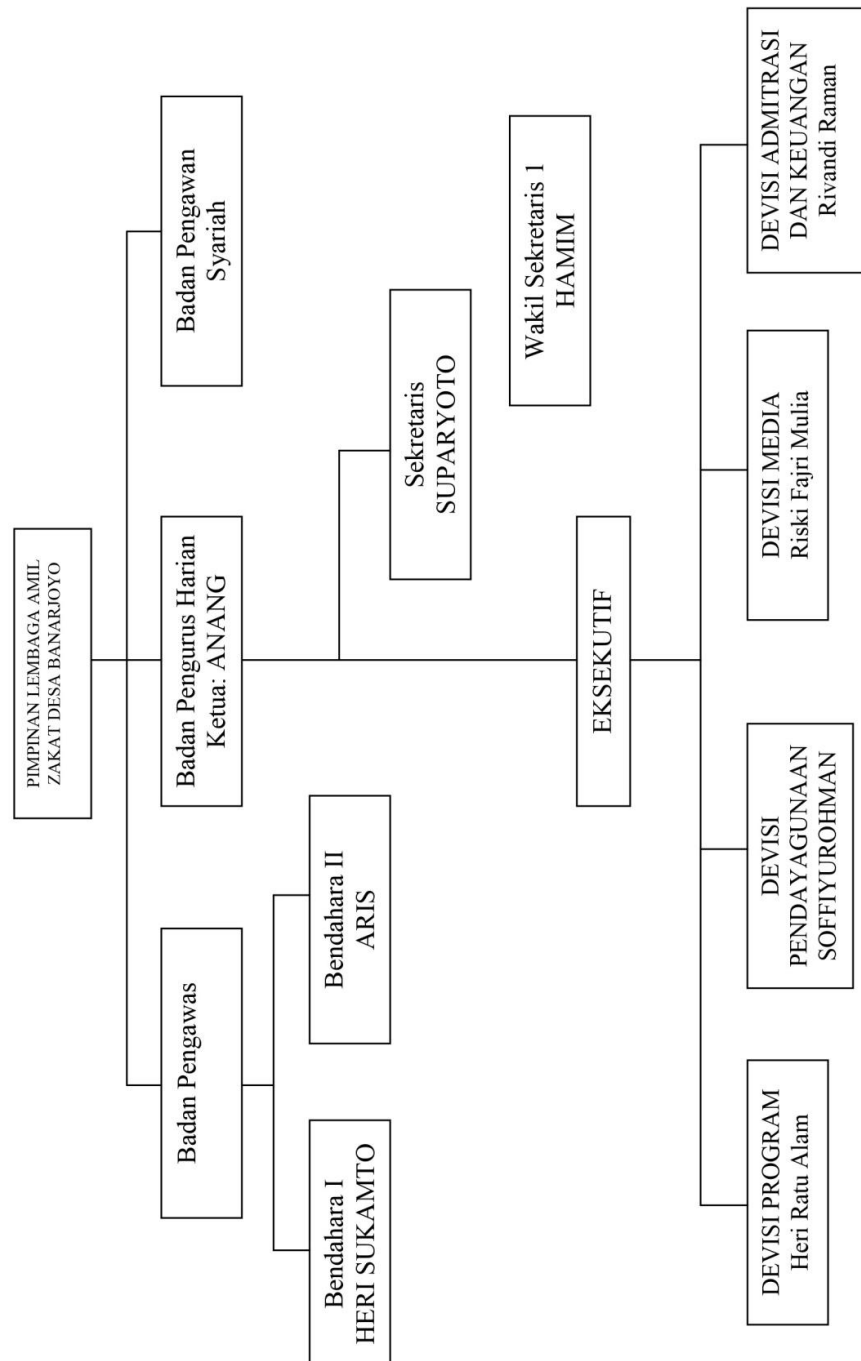 PIMPINAN LEMBAGA AMIL
ZAKAT DESA BANARJOYO
Badan Pengawas
Badan Pengurus Harian
Ketua: ANANG
Badan Pengawan
Syariah
Bendahara I
HERI SUKAMTO
Bendahara II
ARIS
Sekretaris
SUPARYOTO
Wakil Sekretaris 1
HAMIM
EKSEKUTIF
DEVISI PROGRAM
Heri Ratu Alam
DEVISI
PENDAYAGUNAAN
SOFFIYUROHMAN
DEVISI MEDIA
Riski Fajri Mulia
DEVISI ADMITRASI
DAN KEUANGAN
Rivandi Raman